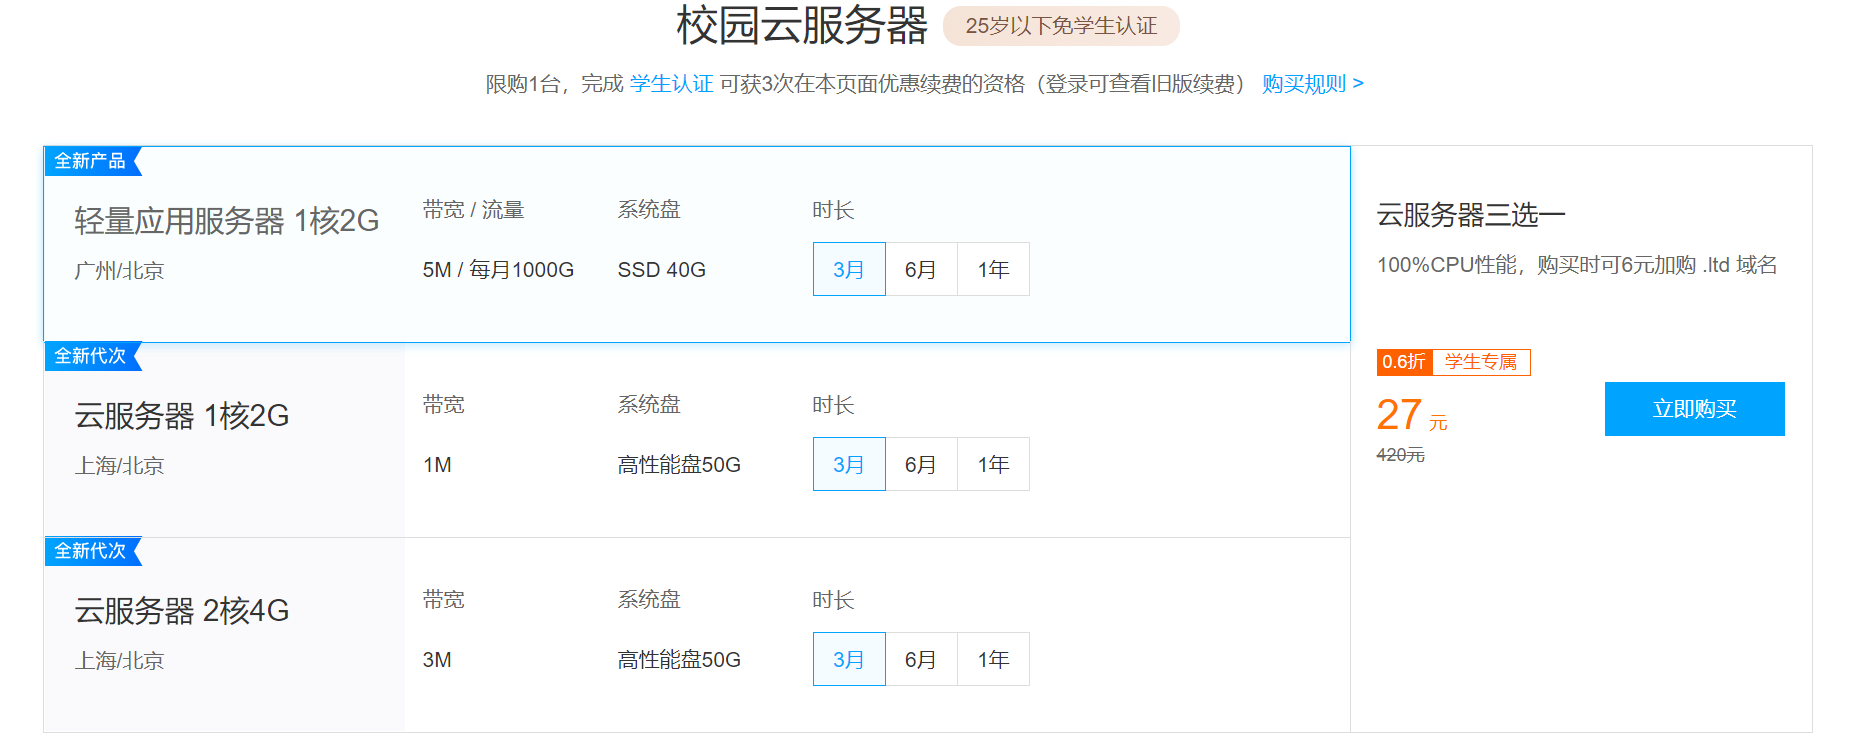 校园云服务器 25岁以下免学生认证
限购1台，完成 学生认证 可获3次在本页面优惠续费的资格（登录可查看旧版续费） 购买规则 >
全新产品
轻量应用服务器 1核2G
广州/北京
带宽 / 流量
5M / 每月1000G
系统盘
SSD 40G
时长
3月 6月 1年
全新代次
云服务器 1核2G
上海/北京
带宽
1M
系统盘
高性能盘50G
时长
3月 6月 1年
全新代次
云服务器 2核4G
上海/北京
带宽
3M
系统盘
高性能盘50G
时长
3月 6月 1年
云服务器三选一
100%CPU性能，购买时可6元加购 .ltd 域名
0.6折 学生专属
27 元
420元
立即购买